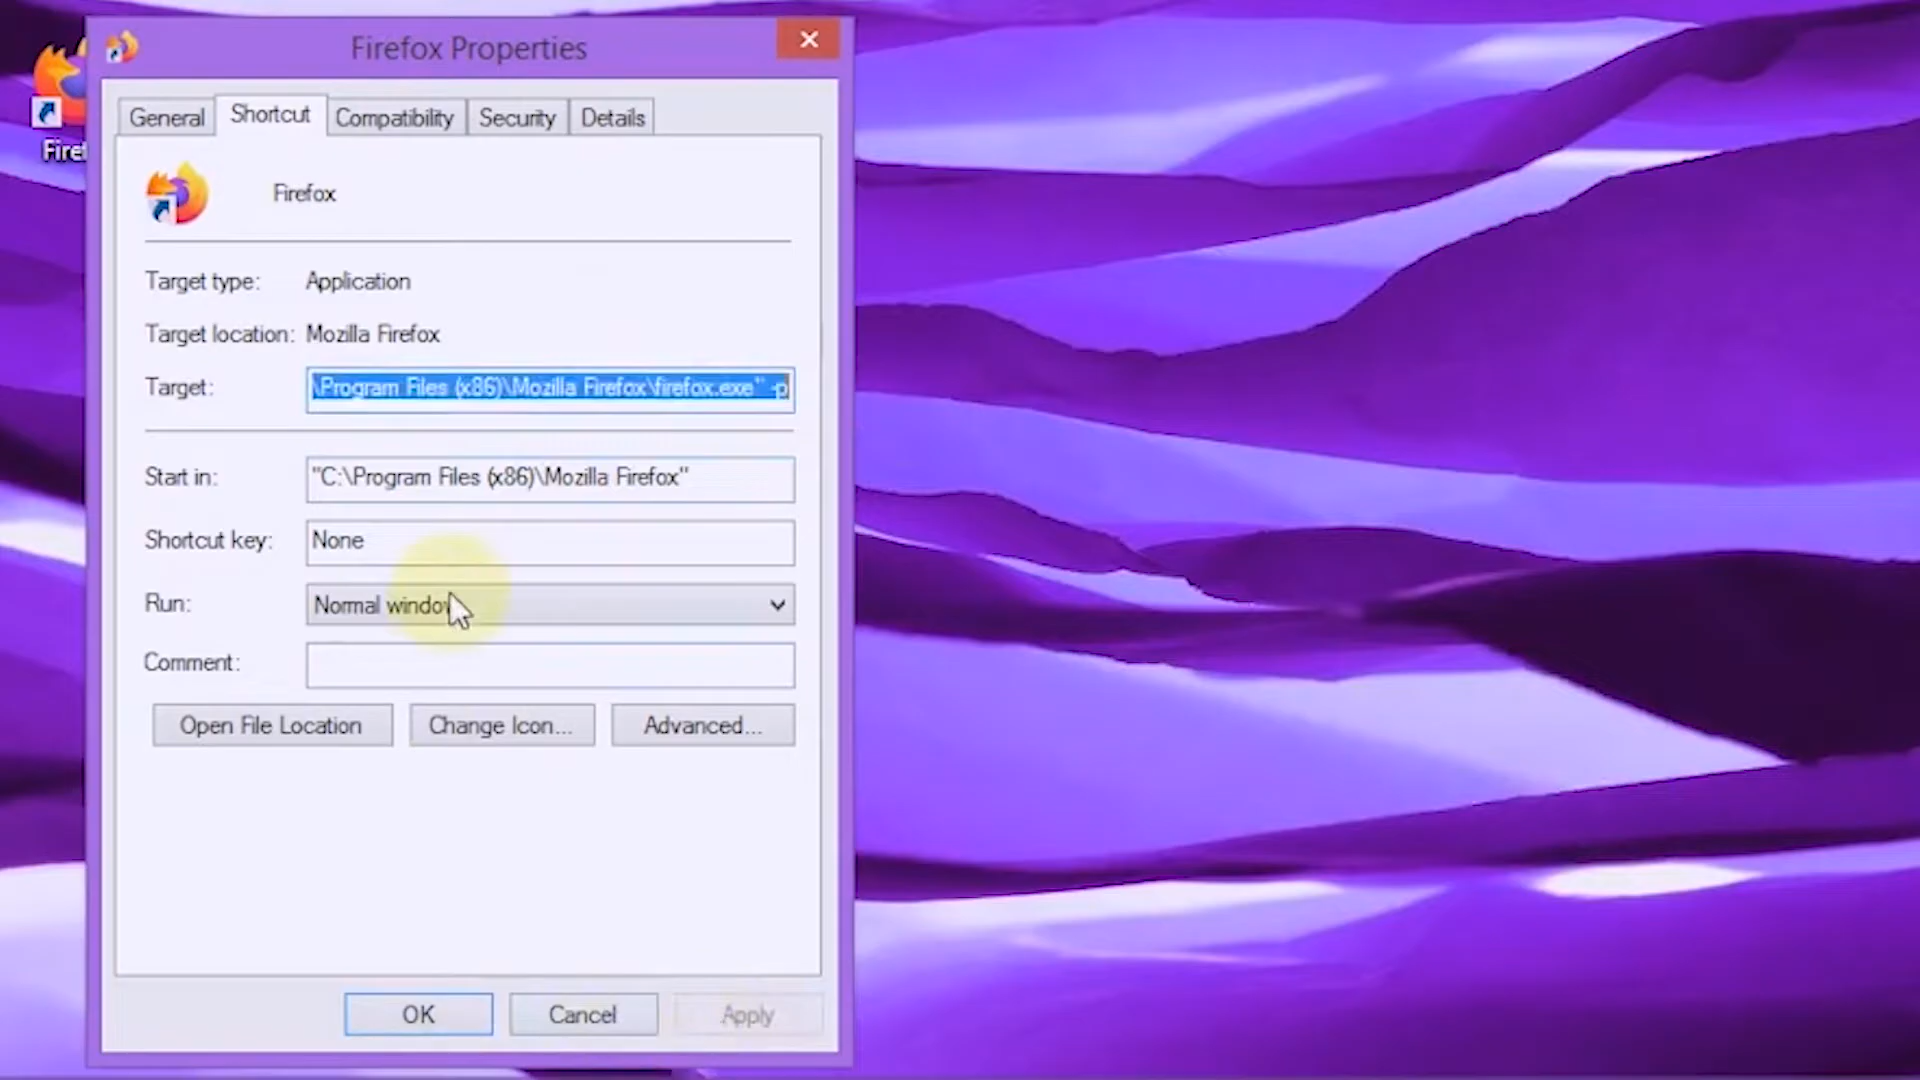 Firefox Properties
General Shortcut Compatibility Security Details
Firefox
Target type: Application
Target location: Mozilla Firefox
Target: \Program Files (x86)\Mozilla Firefox\firefox.exe" -p
Start in: "C:\Program Files (x86)\Mozilla Firefox"
Shortcut key: None
Run: Normal window
Comment:
Open File Location Change Icon... Advanced...
OK Cancel Apply
Firef